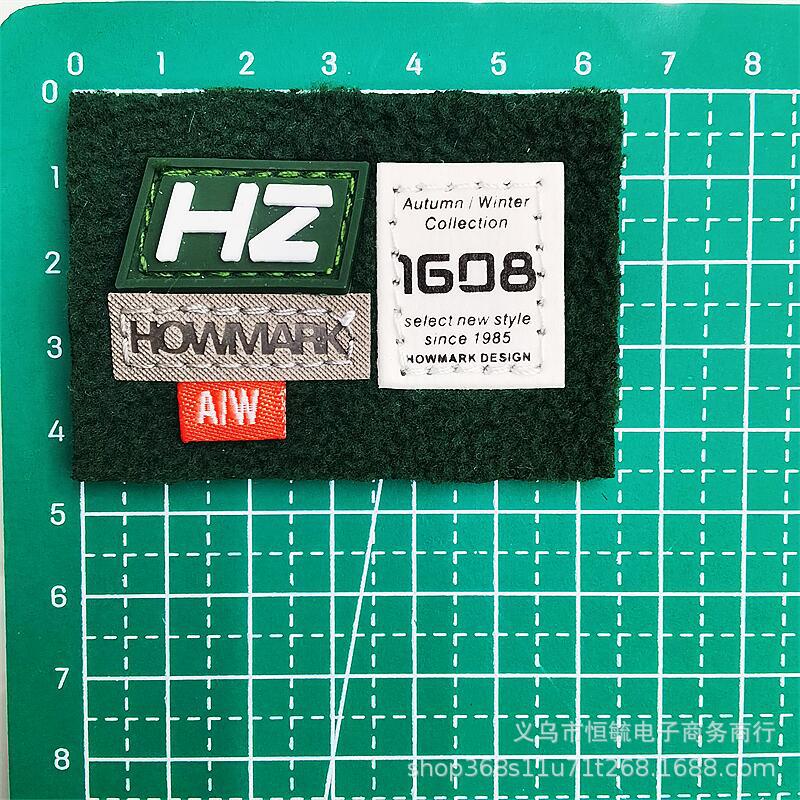 0 1 2 3 4 5 6 7 8
0
1
2
3
4
5
6
7
8
HZ
HOWMARK
A/W
Autumn / Winter
Collection
1608
select new style
since 1985
HOWMARK DESIGN
义乌市恒毓电子商务商行
shop368s11u71t268.1688.com